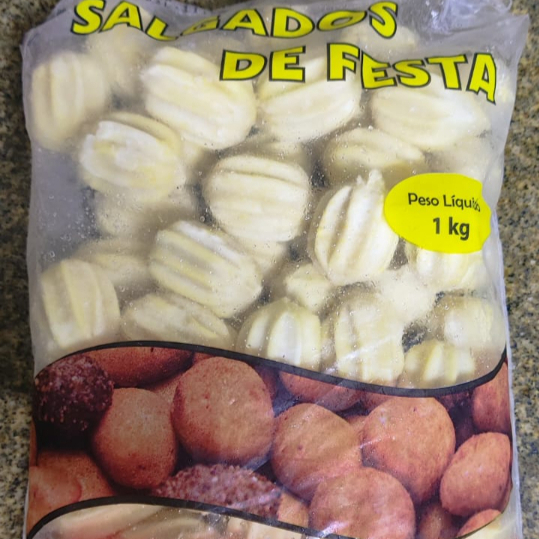 SALGADOS
DE FESTA
Peso Líquido
1 kg